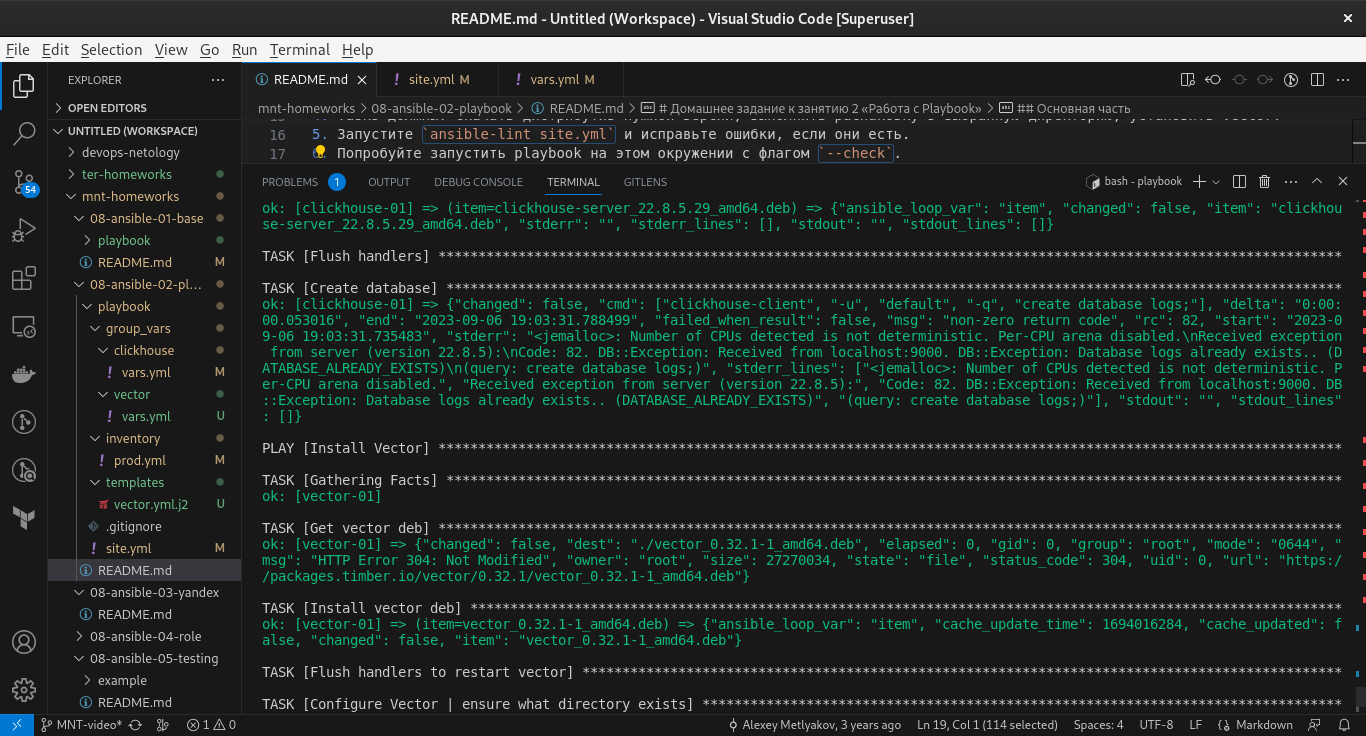 README.md - Untitled (Workspace) - Visual Studio Code [Superuser]
File Edit Selection View Go Run Terminal Help
EXPLORER
OPEN EDITORS
UNTITLED (WORKSPACE)
devops-netology
ter-homeworks
mnt-homeworks
08-ansible-01-base
playbook
README.md M
08-ansible-02-pl...
playbook
group_vars
clickhouse
vars.yml M
vector
vars.yml U
inventory
prod.yml M
templates
vector.yml.j2 U
.gitignore
site.yml M
README.md
08-ansible-03-yandex
README.md
08-ansible-04-role
08-ansible-05-testing
example
README.md
54
README.md site.yml M vars.yml M
mnt-homeworks > 08-ansible-02-playbook > README.md > # Домашнее задание к занятию 2 «Работа с Playbook» > ## Основная часть
16 5. Запустите `ansible-lint site.yml` и исправьте ошибки, если они есть.
17 Попробуйте запустить playbook на этом окружении с флагом `--check`.
PROBLEMS 1 OUTPUT DEBUG CONSOLE TERMINAL GITLENS bash - playbook
ok: [clickhouse-01] => (item=clickhouse-server_22.8.5.29_amd64.deb) => {"ansible_loop_var": "item", "changed": false, "item": "clickhou
se-server_22.8.5.29_amd64.deb", "stderr": "", "stderr_lines": [], "stdout": "", "stdout_lines": []}
TASK [Flush handlers] *****************************************************************************************************************
TASK [Create database] ****************************************************************************************************************
ok: [clickhouse-01] => {"changed": false, "cmd": ["clickhouse-client", "-u", "default", "-q", "create database logs;"], "delta": "0:00:
00.053016", "end": "2023-09-06 19:03:31.788499", "failed_when_result": false, "msg": "non-zero return code", "rc": 82, "start": "2023-0
9-06 19:03:31.735483", "stderr": "<jemalloc>: Number of CPUs detected is not deterministic. Per-CPU arena disabled.\nReceived exception
from server (version 22.8.5):\nCode: 82. DB::Exception: Received from localhost:9000. DB::Exception: Database logs already exists.. (D
ATABASE_ALREADY_EXISTS)\n(query: create database logs;)", "stderr_lines": ["<jemalloc>: Number of CPUs detected is not deterministic. P
er-CPU arena disabled.", "Received exception from server (version 22.8.5):", "Code: 82. DB::Exception: Received from localhost:9000. DB
::Exception: Database logs already exists.. (DATABASE_ALREADY_EXISTS)", "(query: create database logs;)"], "stdout": "", "stdout_lines"
: []}
PLAY [Install Vector] *****************************************************************************************************************
TASK [Gathering Facts] ****************************************************************************************************************
ok: [vector-01]
TASK [Get vector deb] *****************************************************************************************************************
ok: [vector-01] => {"changed": false, "dest": "./vector_0.32.1-1_amd64.deb", "elapsed": 0, "gid": 0, "group": "root", "mode": "0644", "
msg": "HTTP Error 304: Not Modified", "owner": "root", "size": 27270034, "state": "file", "status_code": 304, "uid": 0, "url": "https:/
/packages.timber.io/vector/0.32.1/vector_0.32.1-1_amd64.deb"}
TASK [Install vector deb] *************************************************************************************************************
ok: [vector-01] => (item=vector_0.32.1-1_amd64.deb) => {"ansible_loop_var": "item", "cache_update_time": 1694016284, "cache_updated": f
alse, "changed": false, "item": "vector_0.32.1-1_amd64.deb"}
TASK [Flush handlers to restart vector] ***********************************************************************************************
TASK [Configure Vector | ensure what directory exists] ********************************************************************************
MNT-video* 1 0 Alexey Metlyakov, 3 years ago Ln 19, Col 1 (114 selected) Spaces: 4 UTF-8 LF Markdown